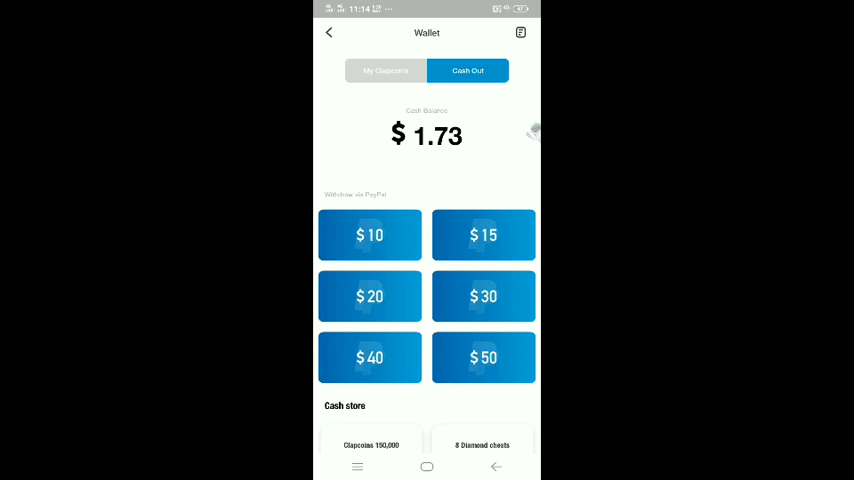 11:14
Wallet
My Clapcoins
Cash Out
Cash Balance
$ 1.73
Withdraw via PayPal
$ 10
$ 15
$ 20
$ 30
$ 40
$ 50
Cash store
Clapcoins 150,000
8 Diamond chests